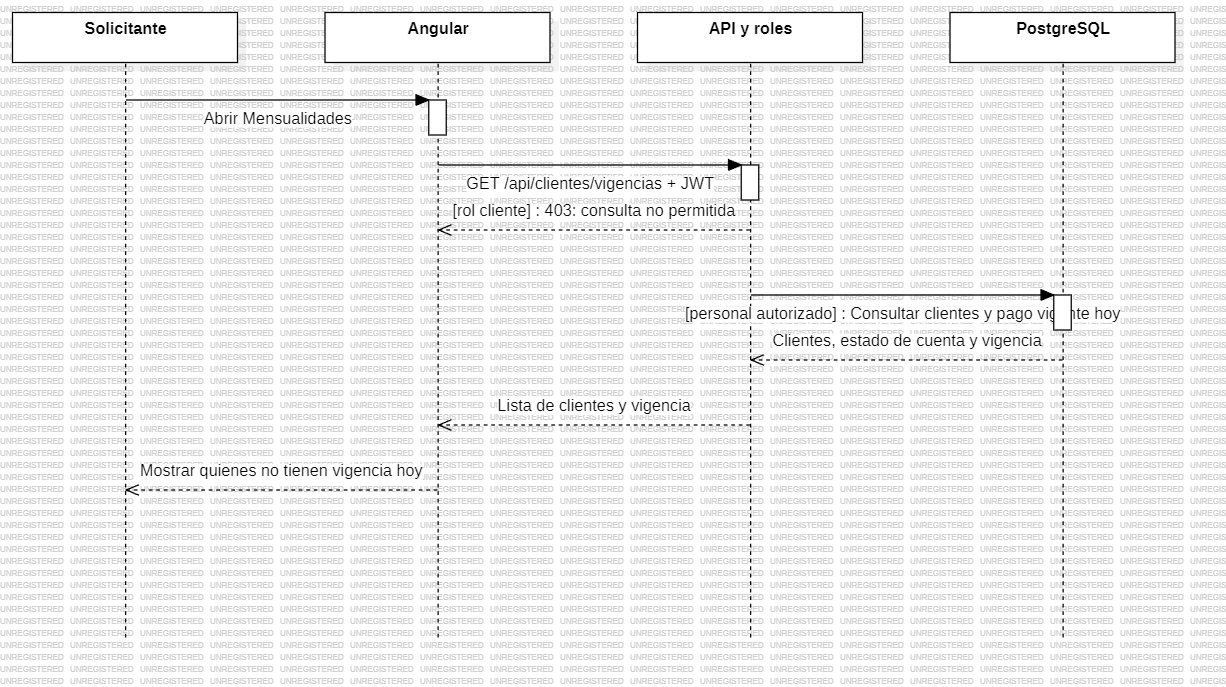 Solicitante
Angular
API y roles
PostgreSQL
Abrir Mensualidades
GET /api/clientes/vigencias + JWT
[rol cliente] : 403: consulta no permitida
[personal autorizado] : Consultar clientes y pago vigente hoy
Clientes, estado de cuenta y vigencia
Lista de clientes y vigencia
Mostrar quienes no tienen vigencia hoy
UNREGISTERED